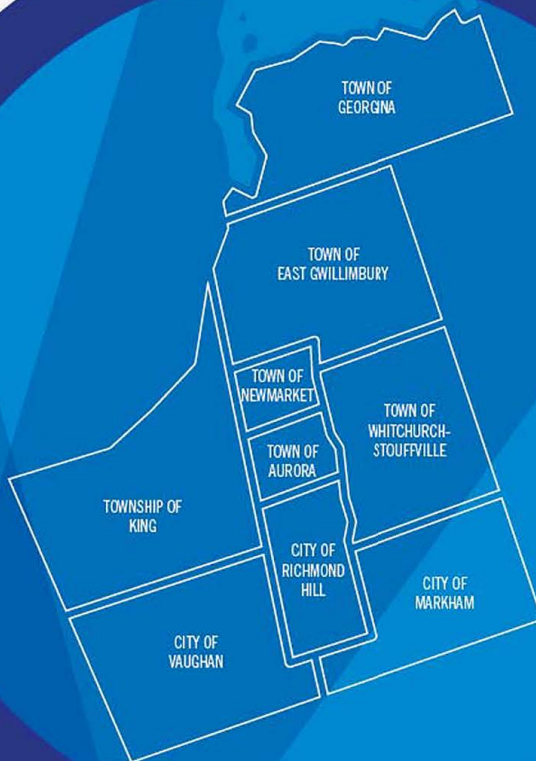 TOWN OF
GEORGINA
TOWN OF
EAST GWILLIMBURY
TOWN OF
NEWMARKET
TOWN OF
WHITCHURCH-
STOUFFVILLE
TOWN OF
AURORA
TOWNSHIP OF
KING
CITY OF
RICHMOND
HILL
CITY OF
MARKHAM
CITY OF
VAUGHAN